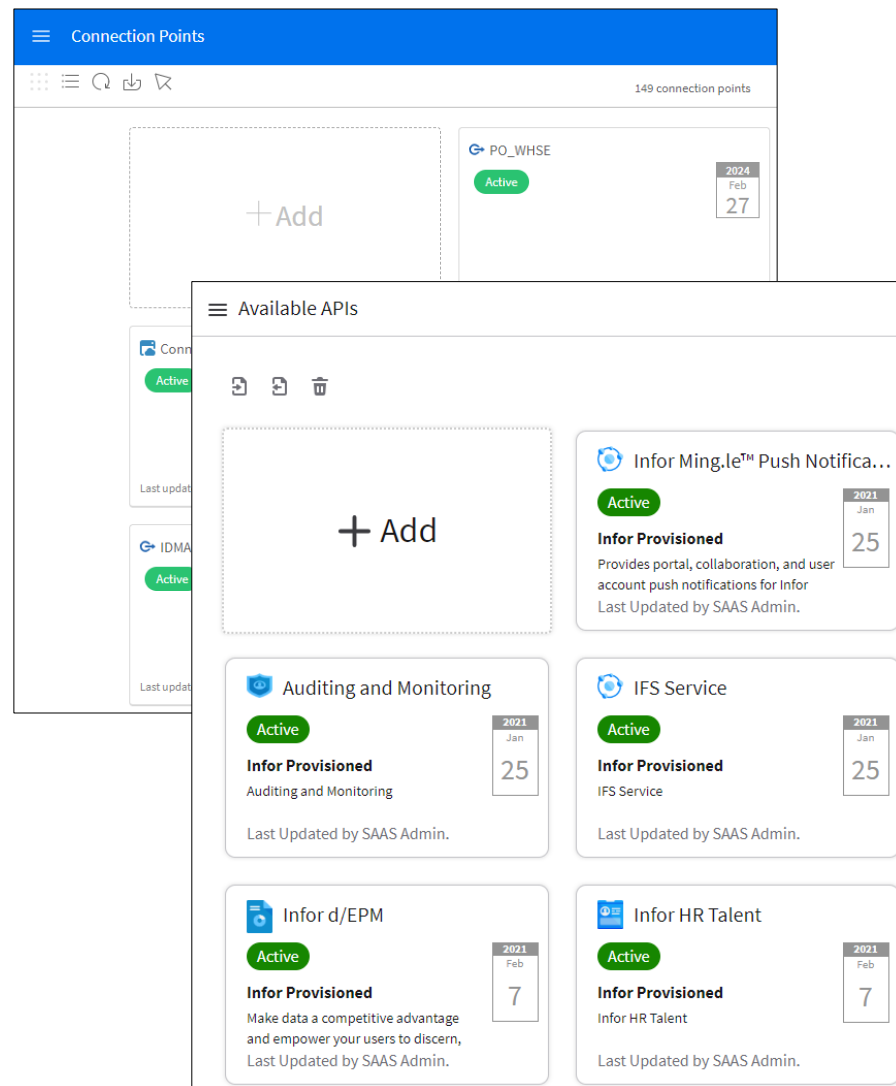 Connection Points
149 connection points
Add
PO_WHSE
Active
2024
Feb
27
Conn
Active
Last updat
IDMA
Active
Last updat
Available APIs
Add
Infor Ming.le™ Push Notifica...
Active
2021
Jan
25
Infor Provisioned
Provides portal, collaboration, and user
account push notifications for Infor
Last Updated by SAAS Admin.
Auditing and Monitoring
Active
2021
Jan
25
Infor Provisioned
Auditing and Monitoring
Last Updated by SAAS Admin.
IFS Service
Active
2021
Jan
25
Infor Provisioned
IFS Service
Last Updated by SAAS Admin.
Infor d/EPM
Active
2021
Feb
7
Infor Provisioned
Make data a competitive advantage
and empower your users to discern,
Last Updated by SAAS Admin.
Infor HR Talent
Active
2021
Feb
7
Infor Provisioned
Infor HR Talent
Last Updated by SAAS Admin.